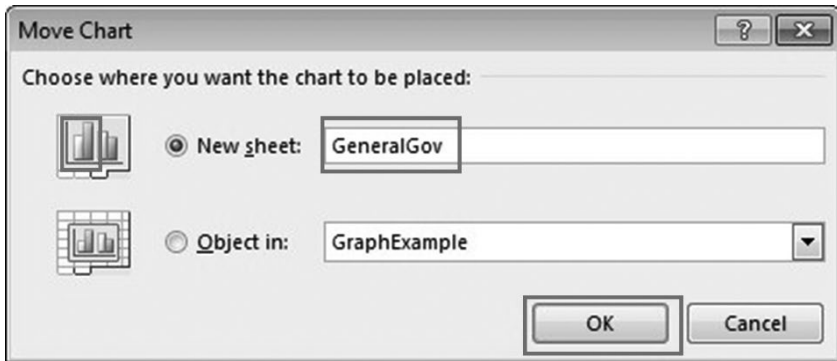 Move Chart
Choose where you want the chart to be placed:
New sheet: GeneralGov
Object in: GraphExample
OK Cancel